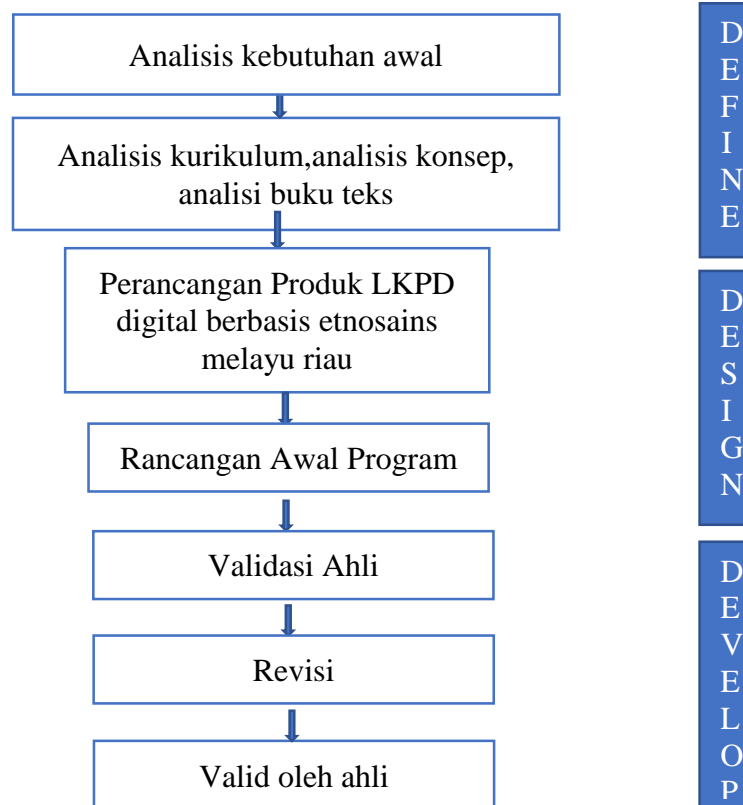 Analisis kebutuhan awal
Analisis kurikulum,analisis konsep,
analisi buku teks
Perancangan Produk LKPD
digital berbasis etnosains
melayu riau
Rancangan Awal Program
Validasi Ahli
Revisi
Valid oleh ahli
D
E
F
I
N
E
D
E
S
I
G
N
D
E
V
E
L
O
P